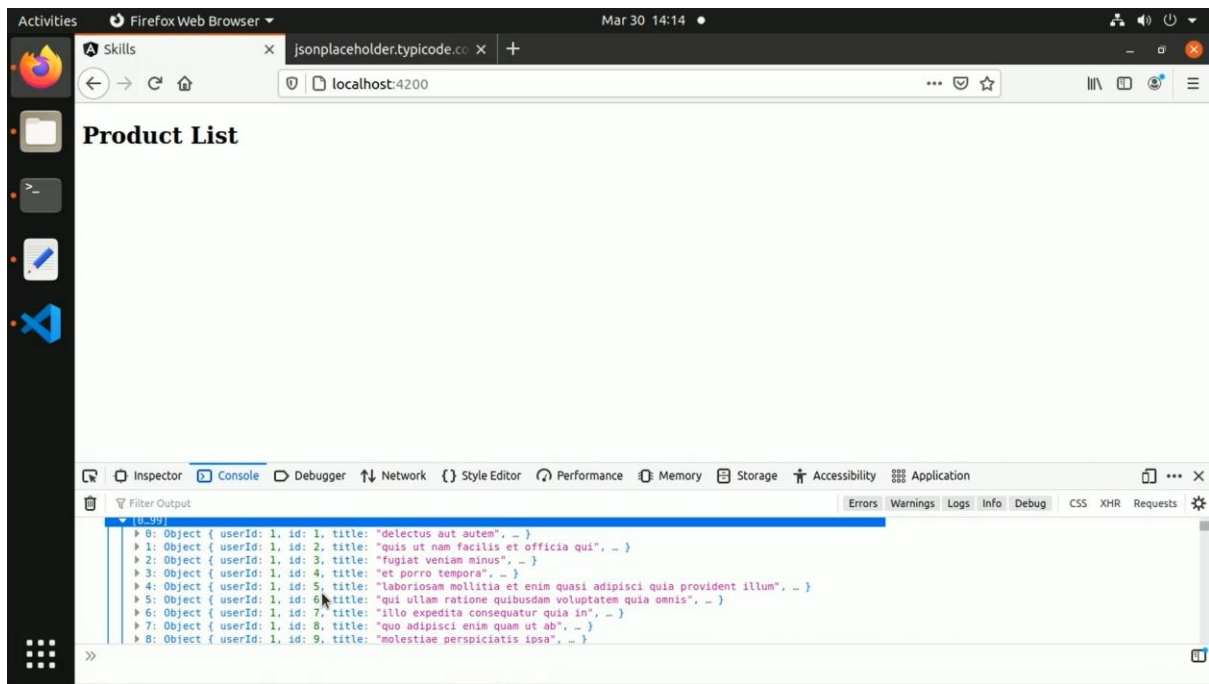 Activities Firefox Web Browser Mar 30 14:14
Skills jsonplaceholder.typicode.co
localhost:4200
Product List
Inspector Console Debugger Network Style Editor Performance Memory Storage Accessibility Application
Filter Output Errors Warnings Logs Info Debug CSS XHR Requests
[0…99]
0: Object { userId: 1, id: 1, title: "delectus aut autem", … }
1: Object { userId: 1, id: 2, title: "quis ut nam facilis et officia qui", … }
2: Object { userId: 1, id: 3, title: "fugiat veniam minus", … }
3: Object { userId: 1, id: 4, title: "et porro tempora", … }
4: Object { userId: 1, id: 5, title: "laboriosam mollitia et enim quasi adipisci quia provident illum", … }
5: Object { userId: 1, id: 6, title: "qui ullam ratione quibusdam voluptatem quia omnis", … }
6: Object { userId: 1, id: 7, title: "illo expedita consequatur quia in", … }
7: Object { userId: 1, id: 8, title: "quo adipisci enim quam ut ab", … }
8: Object { userId: 1, id: 9, title: "molestiae perspiciatis ipsa", … }